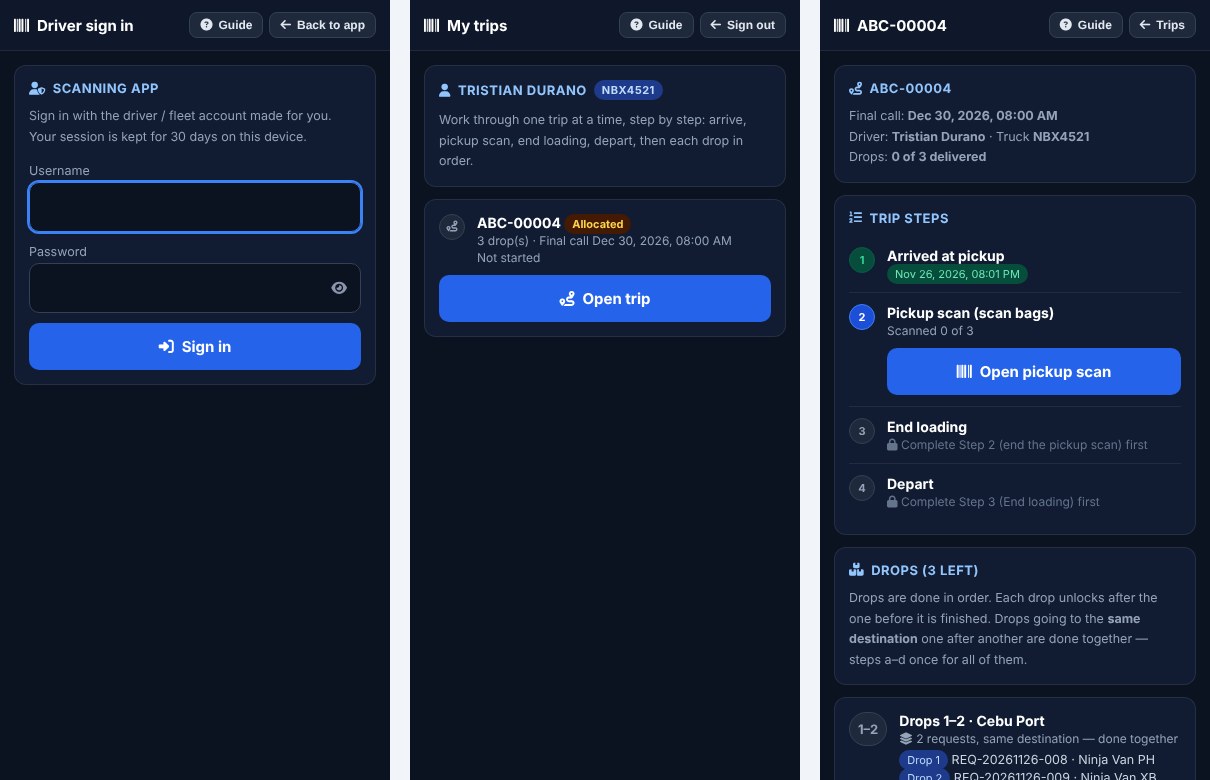 Driver sign in
Guide
Back to app
SCANNING APP
Sign in with the driver / fleet account made for you.
Your session is kept for 30 days on this device.
Username
Password
Sign in
My trips
Guide
Sign out
TRISTIAN DURANO NBX4521
Work through one trip at a time, step by step: arrive,
pickup scan, end loading, depart, then each drop in
order.
ABC-00004 Allocated
3 drop(s) · Final call Dec 30, 2026, 08:00 AM
Not started
Open trip
ABC-00004
Guide
Trips
ABC-00004
Final call: Dec 30, 2026, 08:00 AM
Driver: Tristian Durano · Truck NBX4521
Drops: 0 of 3 delivered
TRIP STEPS
1 Arrived at pickup
Nov 26, 2026, 08:01 PM
2 Pickup scan (scan bags)
Scanned 0 of 3
Open pickup scan
3 End loading
Complete Step 2 (end the pickup scan) first
4 Depart
Complete Step 3 (End loading) first
DROPS (3 LEFT)
Drops are done in order. Each drop unlocks after the
one before it is finished. Drops going to the same
destination one after another are done together —
steps a–d once for all of them.
1–2 Drops 1–2 · Cebu Port
2 requests, same destination — done together
Drop 1 REQ-20261126-008 · Ninja Van PH
Drop 2 REQ-20261126-009 · Ninja Van XB